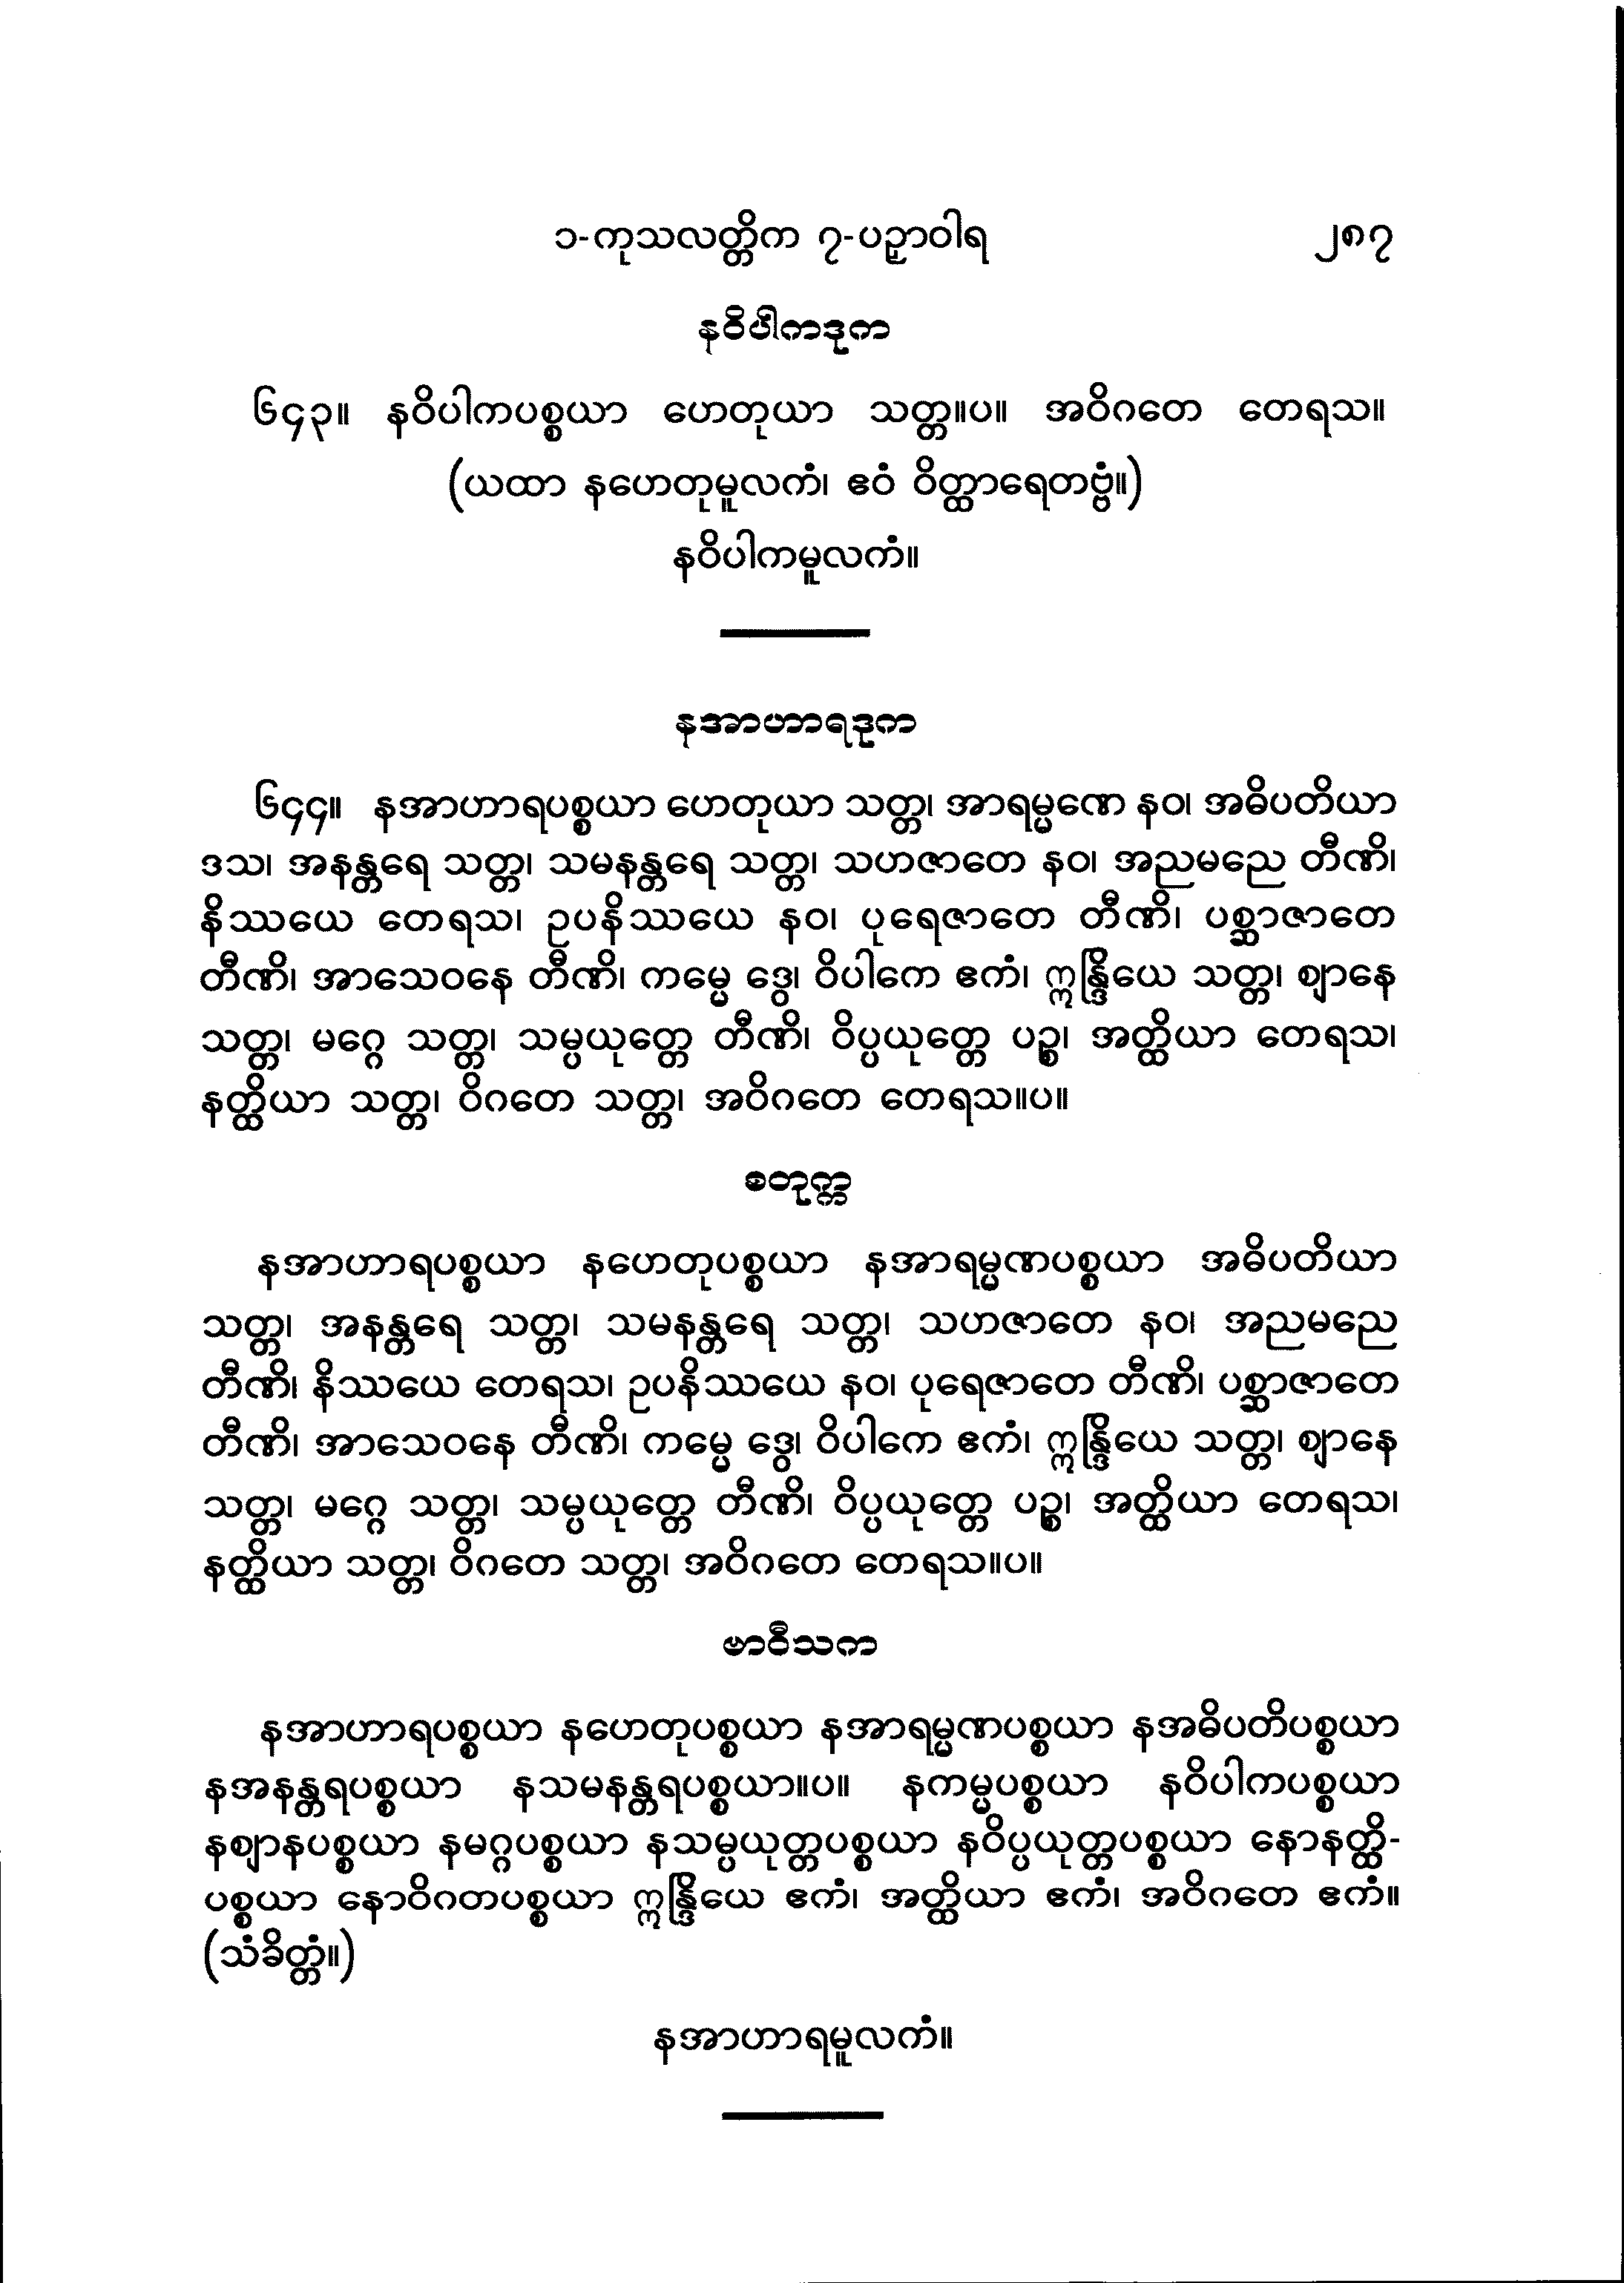 ၁-ကုသလတ္တိက ၇-ပဉှာဝါရ ၂၈၇
နဝိပါကဒုက
၆၄၃။ နဝိပါကပစ္စယာ ဟေတုယာ သတ္တ။ပ။ အဝိဂတေ တေရသ။
(ယထာ နဟေတုမူလကံ၊ ဧဝံ ဝိတ္ထာရေတဗ္ဗံ။)
နဝိပါကမူလကံ။
နအာဟာရဒုက
၆၄၄။ နအာဟာရပစ္စယာ ဟေတုယာ သတ္တ၊ အာရမ္မဏေ နဝ၊ အဓိပတိယာ
ဒသ၊ အနန္တရေ သတ္တ၊ သမနန္တရေ သတ္တ၊ သဟဇာတေ နဝ၊ အညမညေ တီဏိ၊
နိဿယေ တေရသ၊ ဥပနိဿယေ နဝ၊ ပုရေဇာတေ တီဏိ၊ ပစ္ဆာဇာတေ
တီဏိ၊ အာသေဝနေ တီဏိ၊ ကမ္မေ ဒွေ၊ ဝိပါကေ ဧကံ၊ ဣန္ဒြိယေ သတ္တ၊ ဈာနေ
သတ္တ၊ မဂ္ဂေ သတ္တ၊ သမ္ပယုတ္တေ တီဏိ၊ ဝိပ္ပယုတ္တေ ပဉ္စ၊ အတ္ထိယာ တေရသ၊
နတ္ထိယာ သတ္တ၊ ဝိဂတေ သတ္တ၊ အဝိဂတေ တေရသ။ပ။
စတုက္က
နအာဟာရပစ္စယာ နဟေတုပစ္စယာ နအာရမ္မဏပစ္စယာ အဓိပတိယာ
သတ္တ၊ အနန္တရေ သတ္တ၊ သမနန္တရေ သတ္တ၊ သဟဇာတေ နဝ၊ အညမညေ
တီဏိ၊ နိဿယေ တေရသ၊ ဥပနိဿယေ နဝ၊ ပုရေဇာတေ တီဏိ၊ ပစ္ဆာဇာတေ
တီဏိ၊ အာသေဝနေ တီဏိ၊ ကမ္မေ ဒွေ၊ ဝိပါကေ ဧကံ၊ ဣန္ဒြိယေ သတ္တ၊ ဈာနေ
သတ္တ၊ မဂ္ဂေ သတ္တ၊ သမ္ပယုတ္တေ တီဏိ၊ ဝိပ္ပယုတ္တေ ပဉ္စ၊ အတ္ထိယာ တေရသ၊
နတ္ထိယာ သတ္တ၊ ဝိဂတေ သတ္တ၊ အဝိဂတေ တေရသ။ပ။
ဗာဝီသက
နအာဟာရပစ္စယာ နဟေတုပစ္စယာ နအာရမ္မဏပစ္စယာ နအဓိပတိပစ္စယာ
နအနန္တရပစ္စယာ နသမနန္တရပစ္စယာ။ပ။ နကမ္မပစ္စယာ နဝိပါကပစ္စယာ
နဈာနပစ္စယာ နမဂ္ဂပစ္စယာ နသမ္ပယုတ္တပစ္စယာ နဝိပ္ပယုတ္တပစ္စယာ နောနတ္ထိ-
ပစ္စယာ နောဝိဂတပစ္စယာ ဣန္ဒြိယေ ဧကံ၊ အတ္ထိယာ ဧကံ၊ အဝိဂတေ ဧကံ။
(သံခိတ္တံ။)
နအာဟာရမူလကံ။